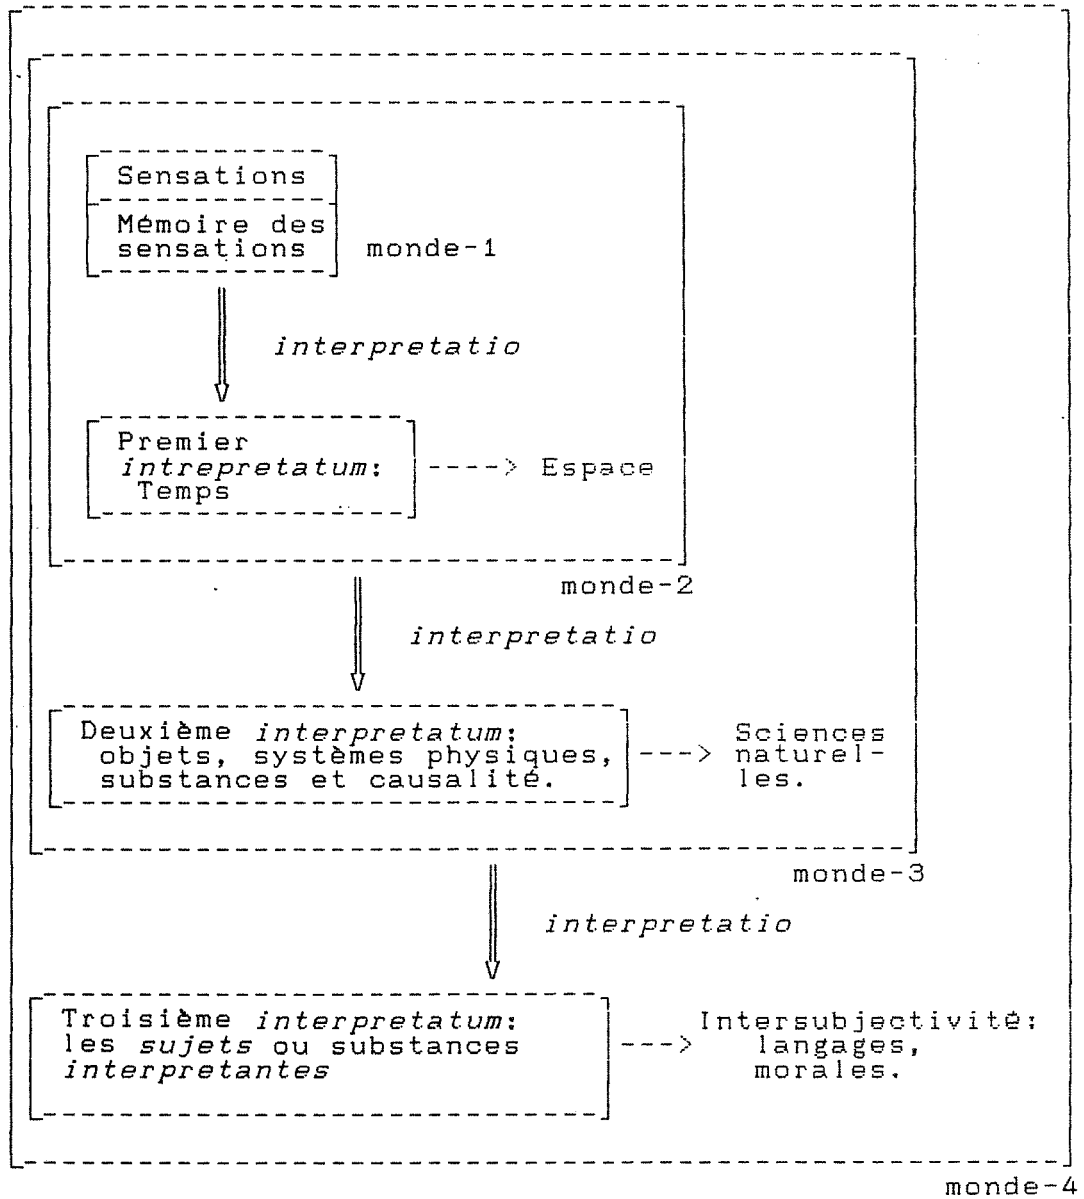 Sensations
Mémoire des
sensations
monde-1
interpretatio
Premier
intrepretatum:
Temps
----> Espace
monde-2
interpretatio
Deuxième interpretatum:
objets, systèmes physiques,
substances et causalité.
---> Sciences
naturel-
les.
monde-3
interpretatio
Troisième interpretatum:
les sujets ou substances
interpretantes
---> Intersubjectivité:
langages,
morales.
monde-4